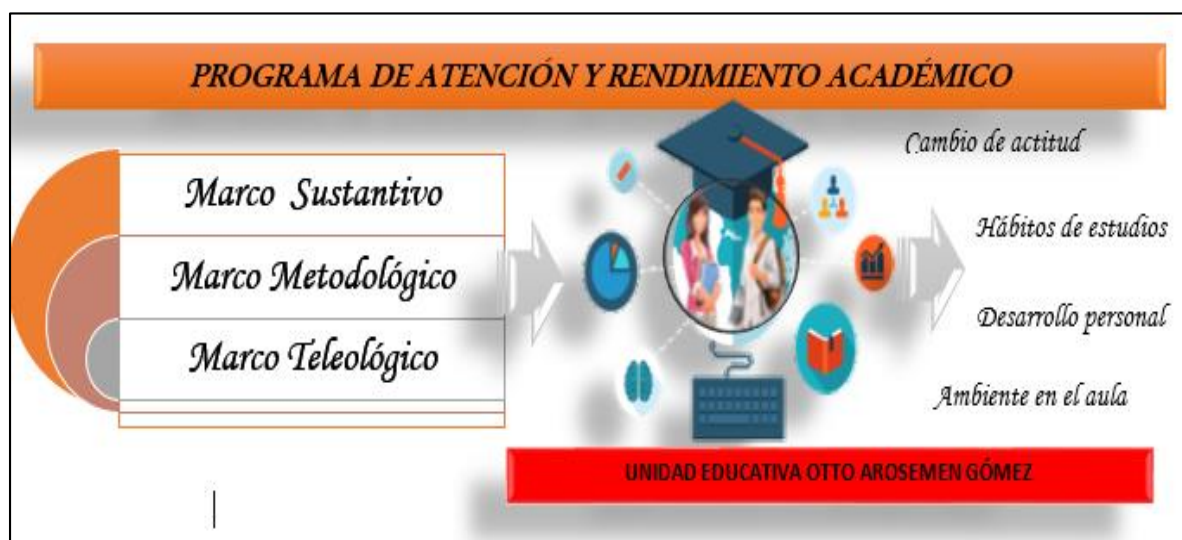 PROGRAMA DE ATENCIÓN Y RENDIMIENTO ACADÉMICO
Marco Sustantivo
Marco Metodológico
Marco Teleológico
Cambio de actitud
Hábitos de estudios
Desarrollo personal
Ambiente en el aula
UNIDAD EDUCATIVA OTTO AROSEMEN GÓMEZ